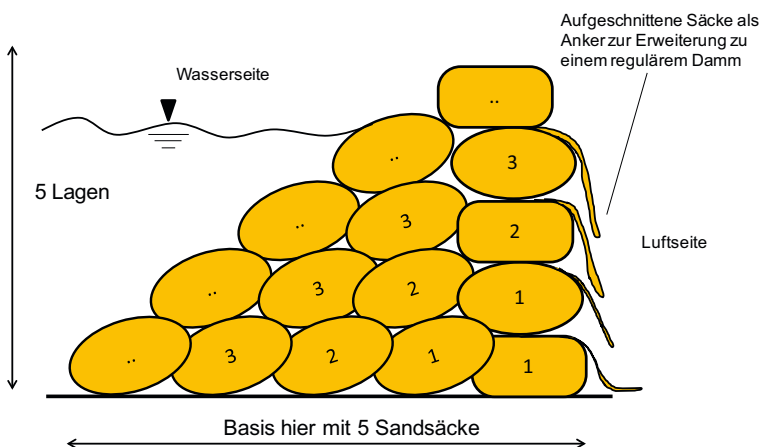 Aufgeschnittene Säcke als
Anker zur Erweiterung zu
einem regulärem Damm
Wasserseite
..
.. 3
5 Lagen
.. 3 2
Luftseite
.. 3 2 1
.. 3 2 1 1
Basis hier mit 5 Sandsäcke